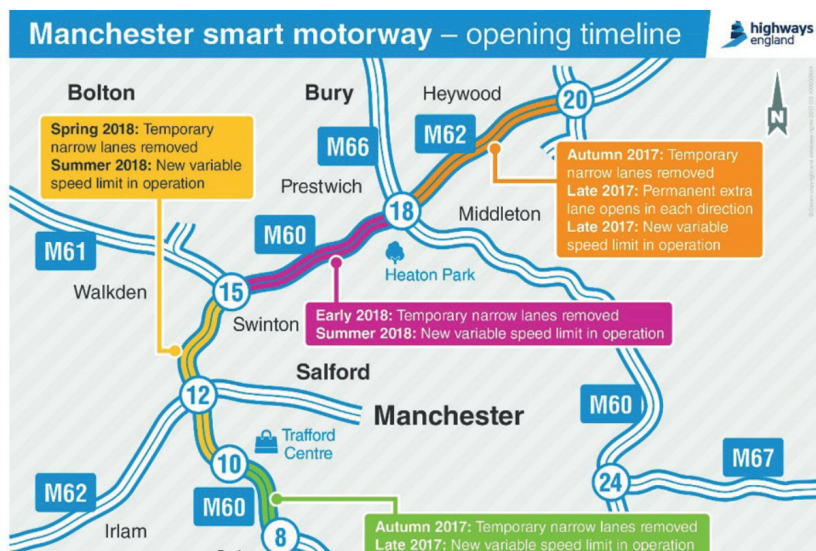 Manchester smart motorway – opening timeline
highways
england
Bolton
Bury
Heywood
20
N
Spring 2018: Temporary
narrow lanes removed
Summer 2018: New variable
speed limit in operation
M66
M62
Autumn 2017: Temporary
narrow lanes removed
Late 2017: Permanent extra
lane opens in each direction
Late 2017: New variable
speed limit in operation
Prestwich
18
Middleton
M60
M61
Heaton Park
Walkden
15
Swinton
Early 2018: Temporary narrow lanes removed
Summer 2018: New variable speed limit in operation
Salford
12
Manchester
M60
Trafford
Centre
10
M67
M62
M60
24
Irlam
8
Autumn 2017: Temporary narrow lanes removed
Late 2017: New variable speed limit in operation